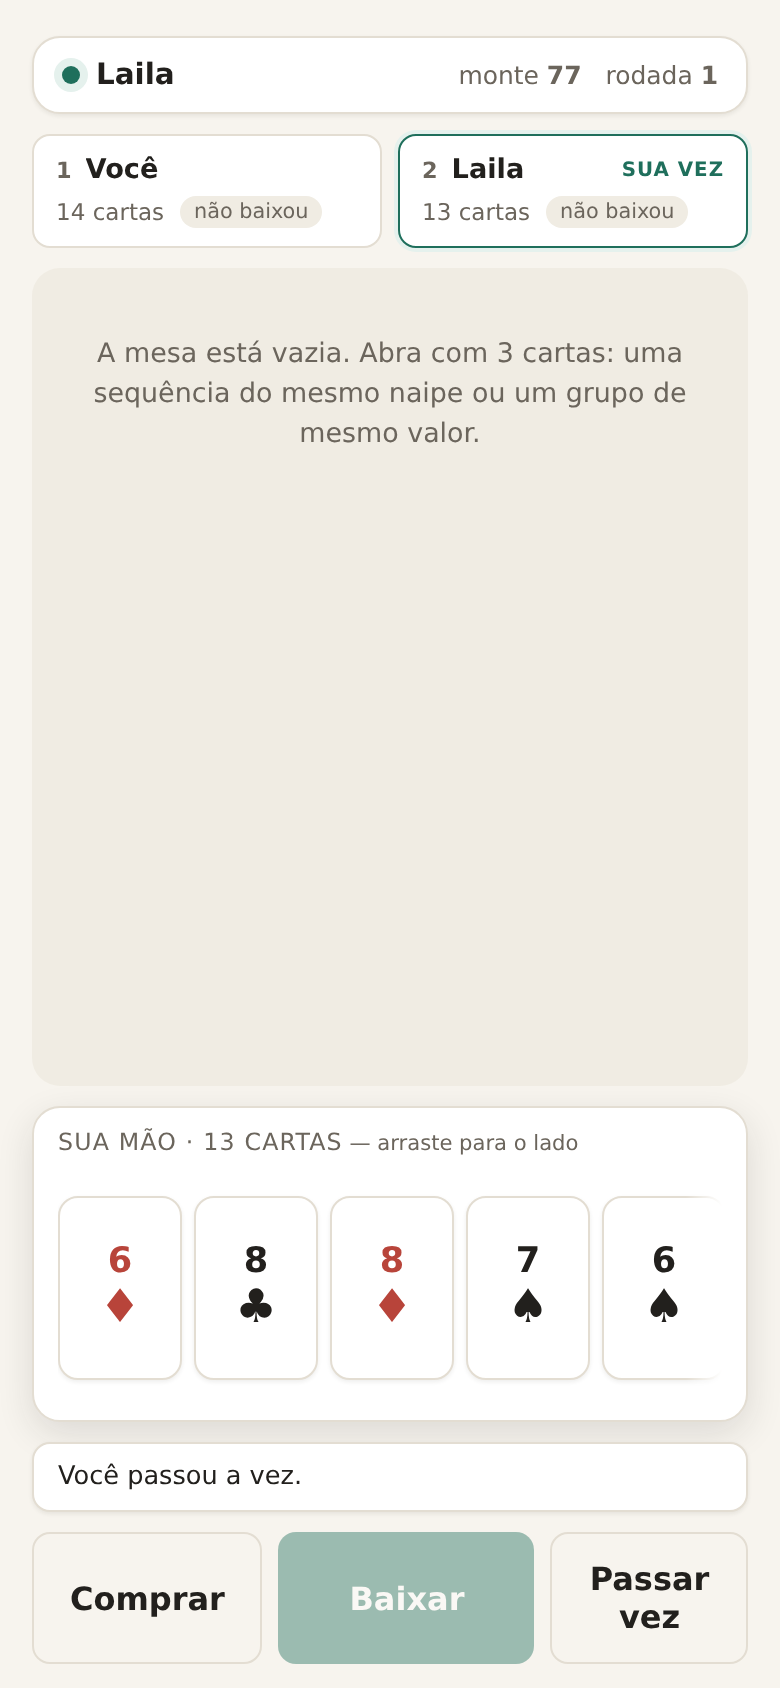 Laila monte 77 rodada 1
1 Você
14 cartas não baixou
2 Laila SUA VEZ
13 cartas não baixou
A mesa está vazia. Abra com 3 cartas: uma
sequência do mesmo naipe ou um grupo de
mesmo valor.
SUA MÃO · 13 CARTAS — arraste para o lado
6 8 8 7 6
♦ ♣ ♦ ♠ ♠
Você passou a vez.
Comprar
Baixar
Passar
vez